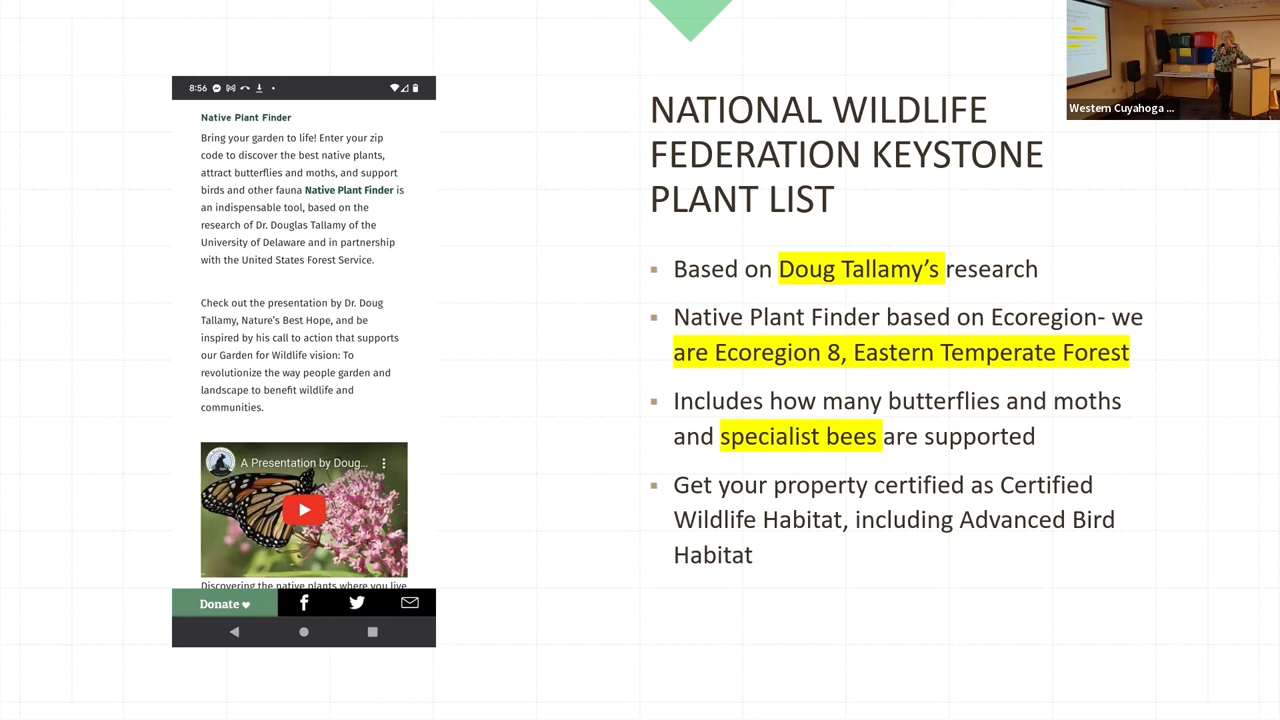 8:56
Native Plant Finder
Bring your garden to life! Enter your zip
code to discover the best native plants,
attract butterflies and moths, and support
birds and other fauna Native Plant Finder is
an indispensable tool, based on the
research of Dr. Douglas Tallamy of the
University of Delaware and in partnership
with the United States Forest Service.
Check out the presentation by Dr. Doug
Tallamy, Nature's Best Hope, and be
inspired by his call to action that supports
our Garden for Wildlife vision: To
revolutionize the way people garden and
landscape to benefit wildlife and
communities.
A Presentation by Doug...
Discovering the native plants where you live
Donate
NATIONAL WILDLIFE
FEDERATION KEYSTONE
PLANT LIST
▪ Based on Doug Tallamy’s research
▪ Native Plant Finder based on Ecoregion- we
are Ecoregion 8, Eastern Temperate Forest
▪ Includes how many butterflies and moths
and specialist bees are supported
▪ Get your property certified as Certified
Wildlife Habitat, including Advanced Bird
Habitat
Western Cuyahoga ...